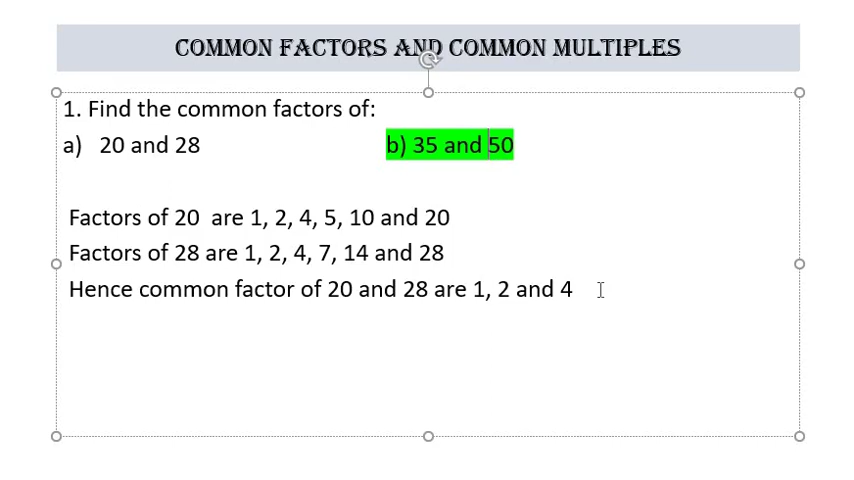 COMMON FACTORS AND COMMON MULTIPLES
1. Find the common factors of:
a) 20 and 28 b) 35 and 50
Factors of 20 are 1, 2, 4, 5, 10 and 20
Factors of 28 are 1, 2, 4, 7, 14 and 28
Hence common factor of 20 and 28 are 1, 2 and 4